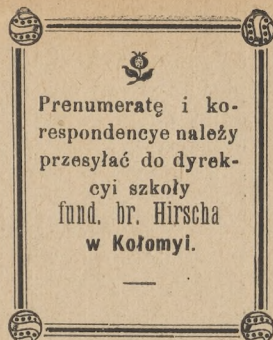 Prenumeratę i ko-
respondencye należy
przesyłać do dyrek-
cyi szkoły
fund. br. Hirscha
w Kołomyi.